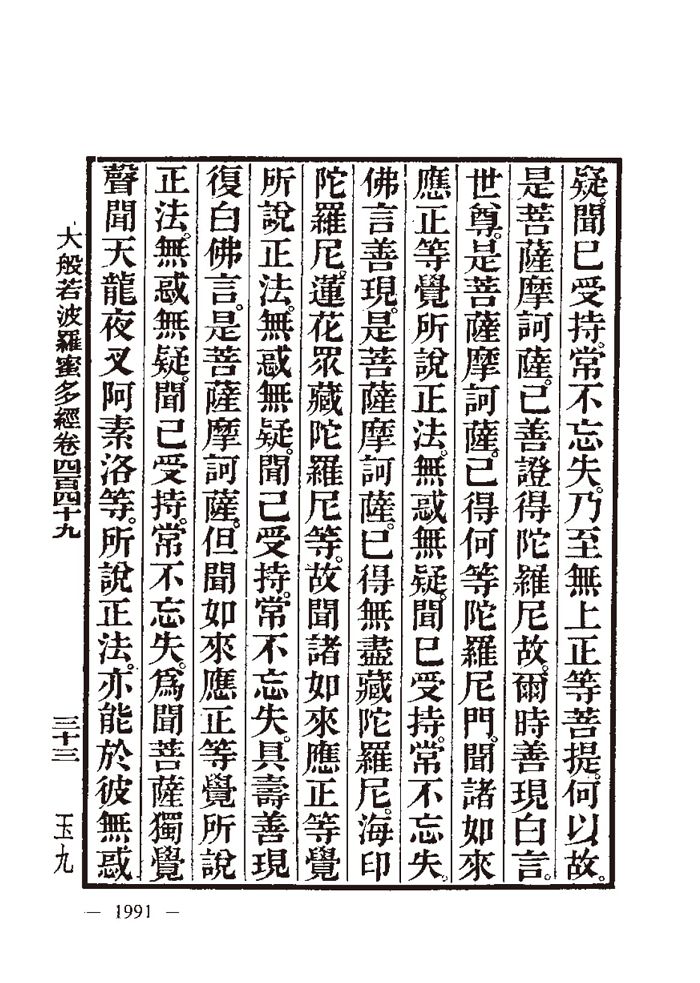 疑。聞已受持。常不忘失。乃至無上正等菩提。何以故。
是菩薩摩訶薩。已善證得陀羅尼故。爾時善現白言。
世尊。是菩薩摩訶薩。已得何等陀羅尼門。聞諸如來
應正等覺所說正法。無惑無疑。聞已受持。常不忘失。
佛言善現。是菩薩摩訶薩。已得無盡藏陀羅尼。海印
陀羅尼。蓮花眾藏陀羅尼等。故聞諸如來應正等覺
所說正法。無惑無疑。聞已受持。常不忘失。具壽善現
復白佛言。是菩薩摩訶薩。但聞如來應正等覺所說
正法。無惑無疑。聞已受持。常不忘失。為聞菩薩獨覺
聲聞天龍夜叉阿素洛等。所說正法。亦能於彼無惑
大般若波羅蜜多經卷四百四十九 三十三 玉九
— 1991 —